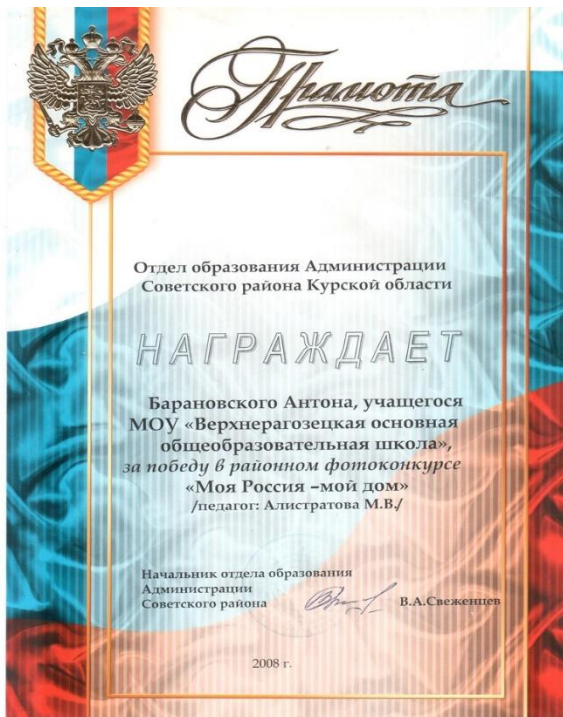 Грамота
Отдел образования Администрации
Советского района Курской области
НАГРАЖДАЕТ
Барановского Антона, учащегося
МОУ «Верхнерагозецкая основная
общеобразовательная школа»,
за победу в районном фотоконкурсе
«Моя Россия –мой дом»
/педагог: Алистратова М.В./
Начальник отдела образования
Администрации
Советского района В.А.Свеженцев
2008 г.